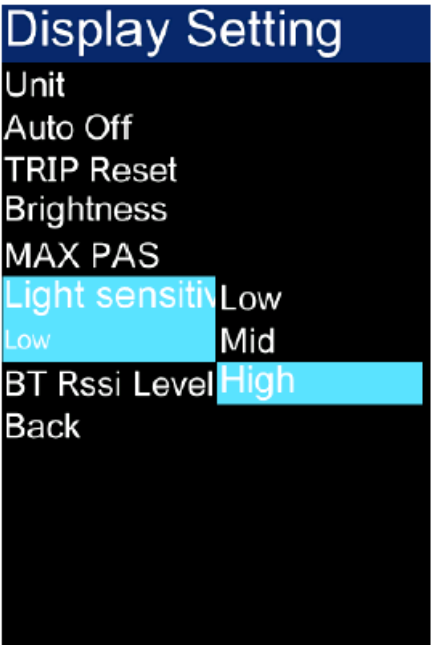 Display Setting
Unit
Auto Off
TRIP Reset
Brightness
MAX PAS
Light sensitiv
Low
Low
Mid
BT Rssi Level
High
Back